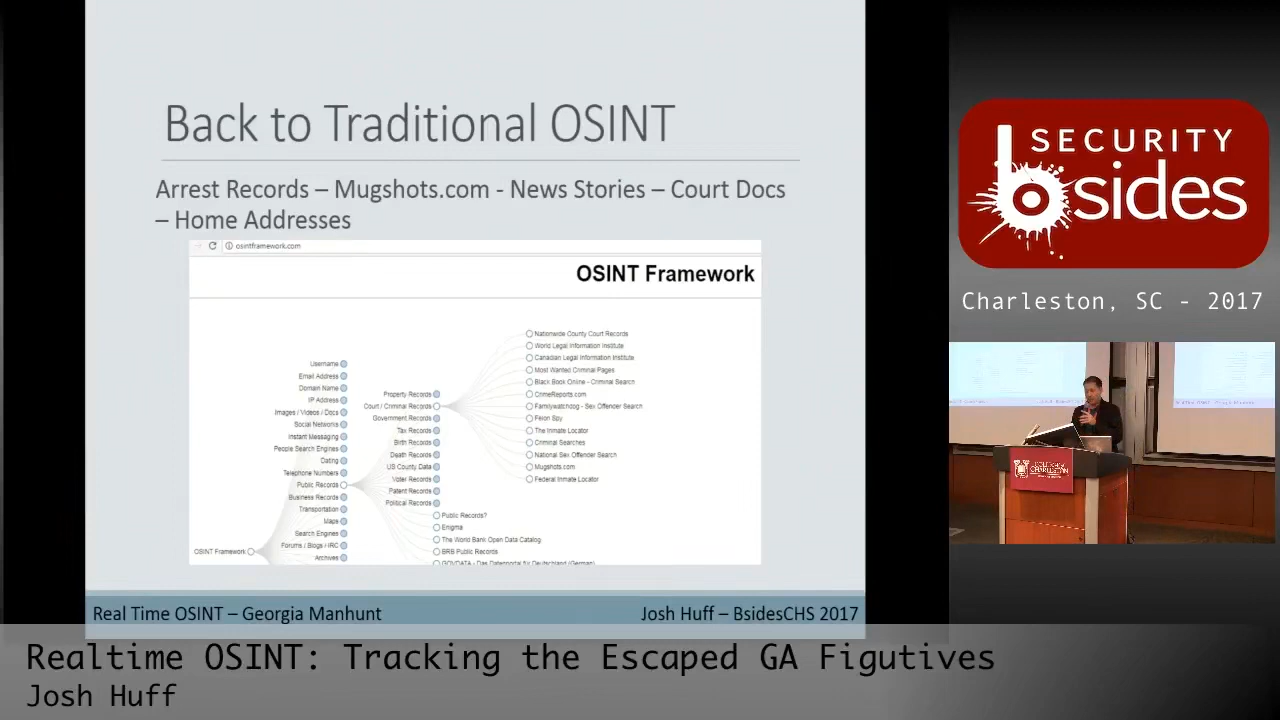 Back to Traditional OSINT
Arrest Records – Mugshots.com - News Stories – Court Docs
– Home Addresses
osintframework.com
OSINT Framework
Username
Email Address
Domain Name
IP Address
Images / Videos / Docs
Social Networks
Instant Messaging
People Search Engines
Dating
Telephone Numbers
Public Records
Business Records
Transportation
Maps
Search Engines
Forums / Blogs / IRC
Archives
OSINT Framework
Property Records
Court / Criminal Records
Government Records
Tax Records
Birth Records
Death Records
US County Data
Voter Records
Patent Records
Political Records
Public Records?
Enigma
The World Bank Open Data Catalog
BRB Public Records
GOVDATA - Das Datenportal für Deutschland (German)
Nationwide County Court Records
World Legal Information Institute
Canadian Legal Information Institute
Most Wanted Criminal Pages
Black Book Online - Criminal Search
CrimeReports.com
Familywatchdog - Sex Offender Search
Felon Spy
The Inmate Locator
Criminal Searches
National Sex Offender Search
Mugshots.com
Federal Inmate Locator
Real Time OSINT – Georgia Manhunt
Josh Huff – BsidesCHS 2017
SECURITY
bsides
Charleston, SC - 2017
CHARLESTON
Realtime OSINT: Tracking the Escaped GA Figutives
Josh Huff